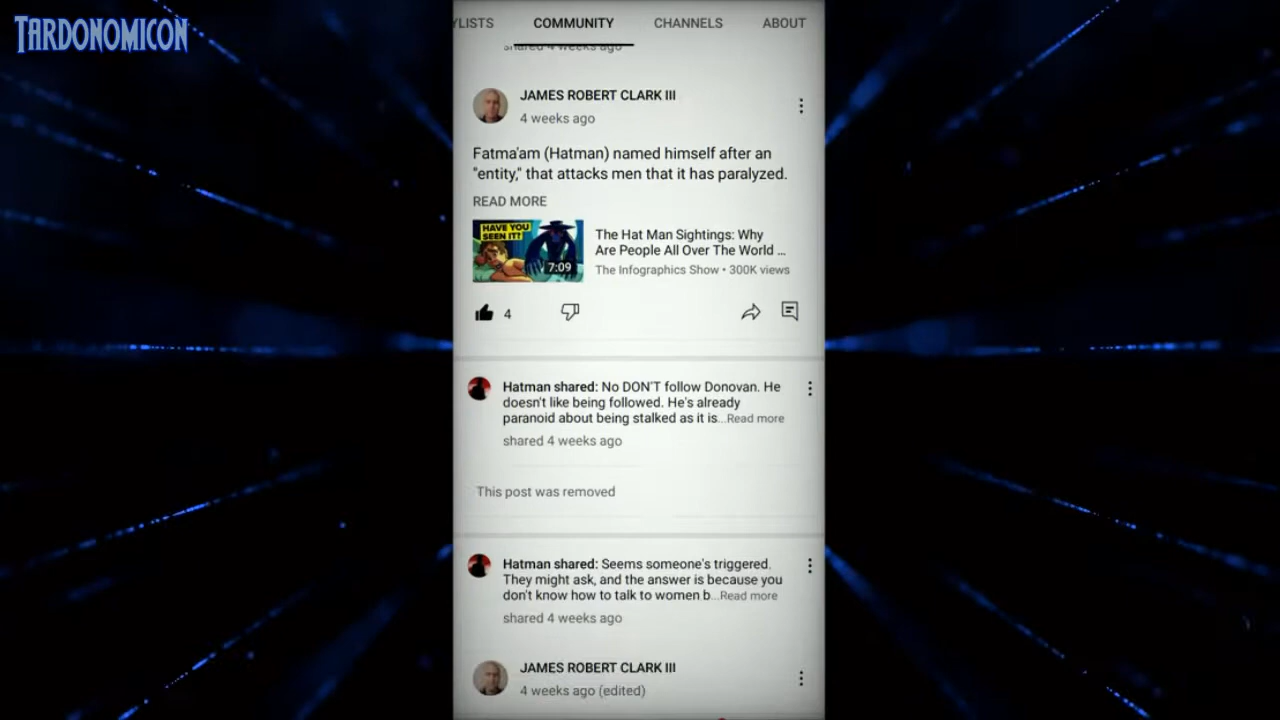 TARDONOMICON
YLISTS COMMUNITY CHANNELS ABOUT
shared 4 weeks ago
JAMES ROBERT CLARK III
4 weeks ago
Fatma'am (Hatman) named himself after an
"entity," that attacks men that it has paralyzed.
READ MORE
HAVE YOU
SEEN IT?
7:09
The Hat Man Sightings: Why
Are People All Over The World ...
The Infographics Show • 300K views
4
Hatman shared: No DON'T follow Donovan. He
doesn't like being followed. He's already
paranoid about being stalked as it is...Read more
shared 4 weeks ago
This post was removed
Hatman shared: Seems someone's triggered.
They might ask, and the answer is because you
don't know how to talk to women b...Read more
shared 4 weeks ago
JAMES ROBERT CLARK III
4 weeks ago (edited)